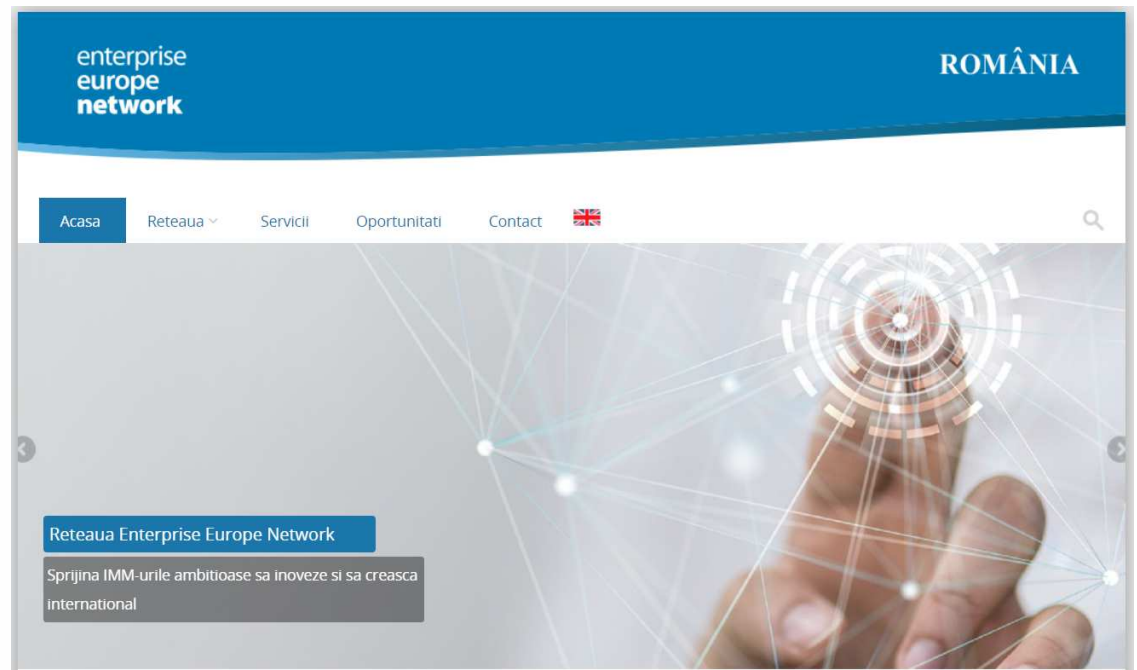 enterprise
europe
network
ROMÂNIA
Acasa Reteaua Servicii Oportunitati Contact
Reteaua Enterprise Europe Network
Sprijina IMM-urile ambitioase sa inoveze si sa creasca
international